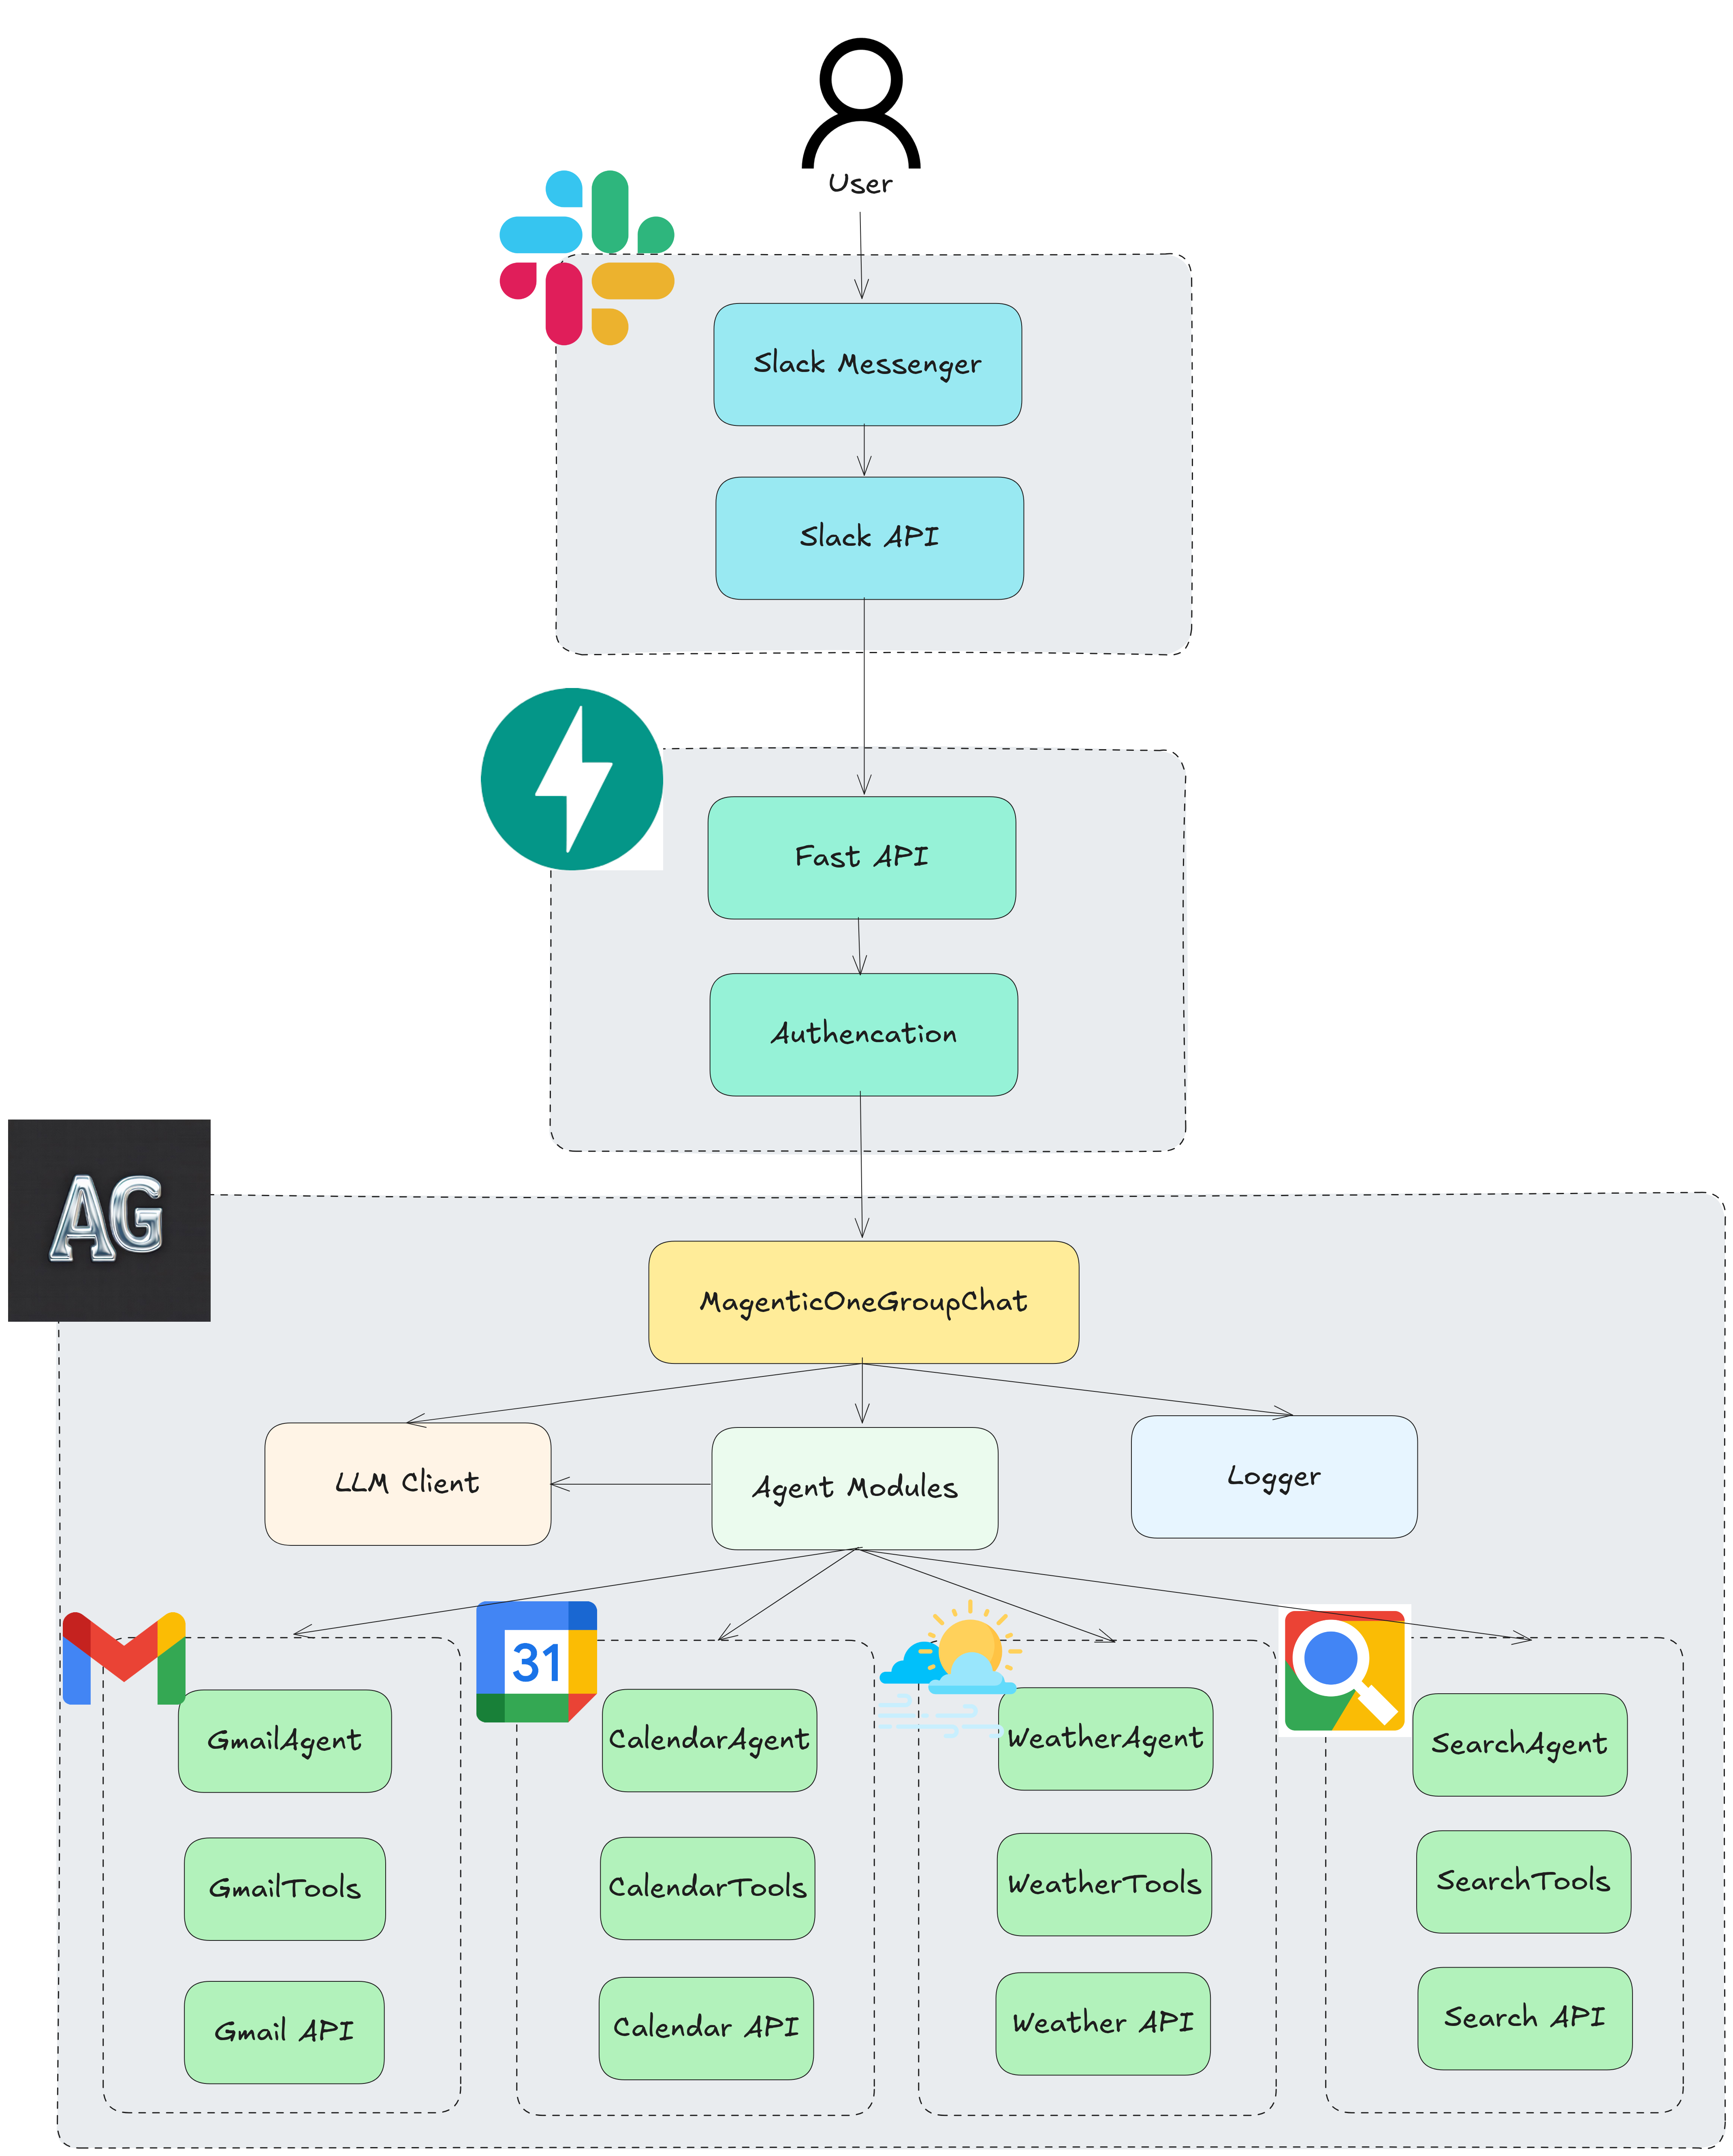 User
Slack Messenger
Slack API
Fast API
Authencation
AG
MagenticOneGroupChat
LLM Client
Agent Modules
Logger
31
GmailAgent
CalendarAgent
WeatherAgent
SearchAgent
GmailTools
CalendarTools
WeatherTools
SearchTools
Gmail API
Calendar API
Weather API
Search API